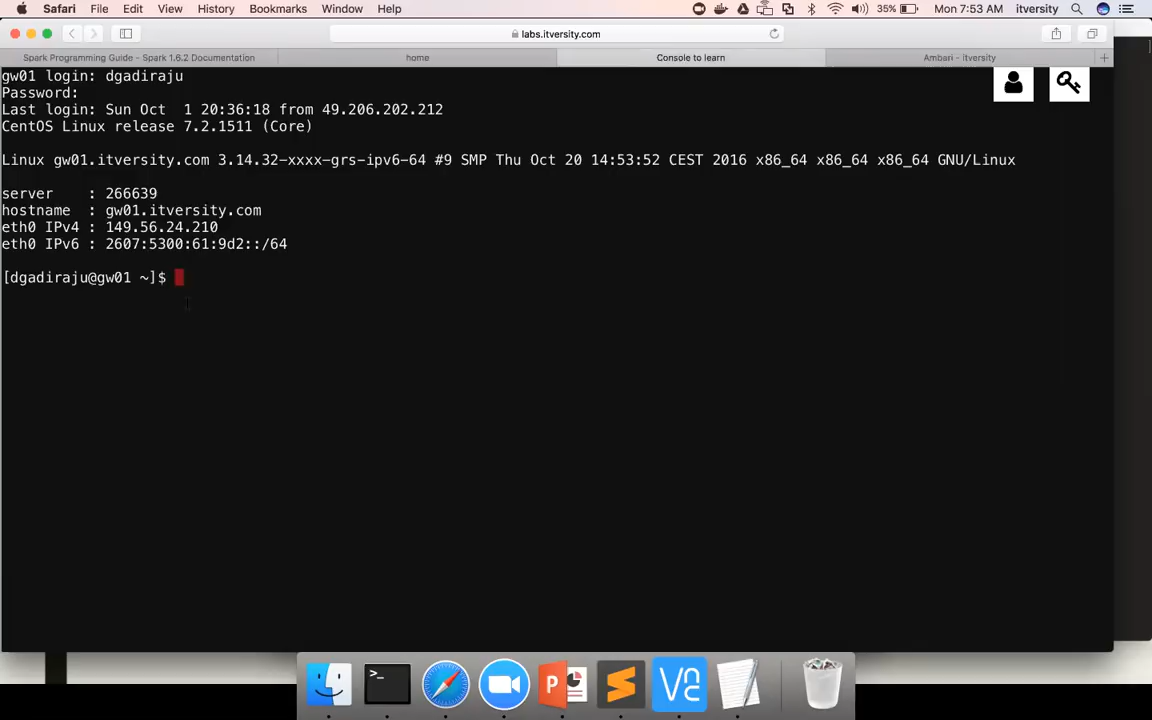 Safari File Edit View History Bookmarks Window Help 35% Mon 7:53 AM itversity
labs.itversity.com
Spark Programming Guide - Spark 1.6.2 Documentation home Console to learn Ambari - Itversity
gw01 login: dgadiraju
Password:
Last login: Sun Oct  1 20:36:18 from 49.206.202.212
CentOS Linux release 7.2.1511 (Core)
Linux gw01.itversity.com 3.14.32-xxxx-grs-ipv6-64 #9 SMP Thu Oct 20 14:53:52 CEST 2016 x86_64 x86_64 x86_64 GNU/Linux
server    : 266639
hostname  : gw01.itversity.com
eth0 IPv4 : 149.56.24.210
eth0 IPv6 : 2607:5300:61:9d2::/64
[dgadiraju@gw01 ~]$
>_ P S Vnc